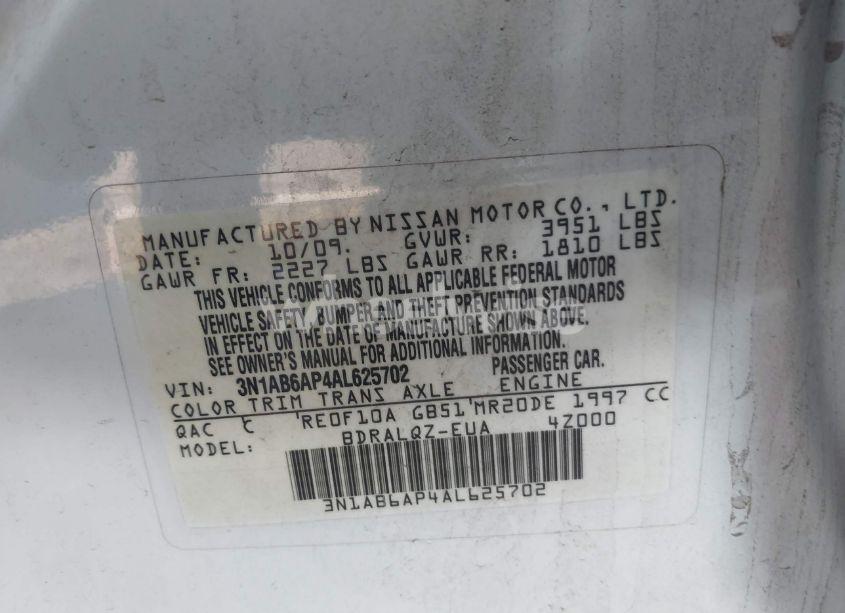 MANUFACTURED BY NISSAN MOTOR CO., LTD.
DATE: 10/09. GVWR: 3951 LBS
GAWR FR: 2227 LBS GAWR RR: 1810 LBS
THIS VEHICLE CONFORMS TO ALL APPLICABLE FEDERAL MOTOR
VEHICLE SAFETY, BUMPER AND THEFT PREVENTION STANDARDS
IN EFFECT ON THE DATE OF MANUFACTURE SHOWN ABOVE.
SEE OWNER'S MANUAL FOR ADDITIONAL INFORMATION.
VIN: 3N1AB6AP4AL625702 PASSENGER CAR.
COLOR TRIM TRANS AXLE ENGINE
QAC C 'RE0F10A GB51'MR20DE 1997 CC
MODEL: BDRALQZ-EUA 4Z000
3N1AB6AP4AL625702